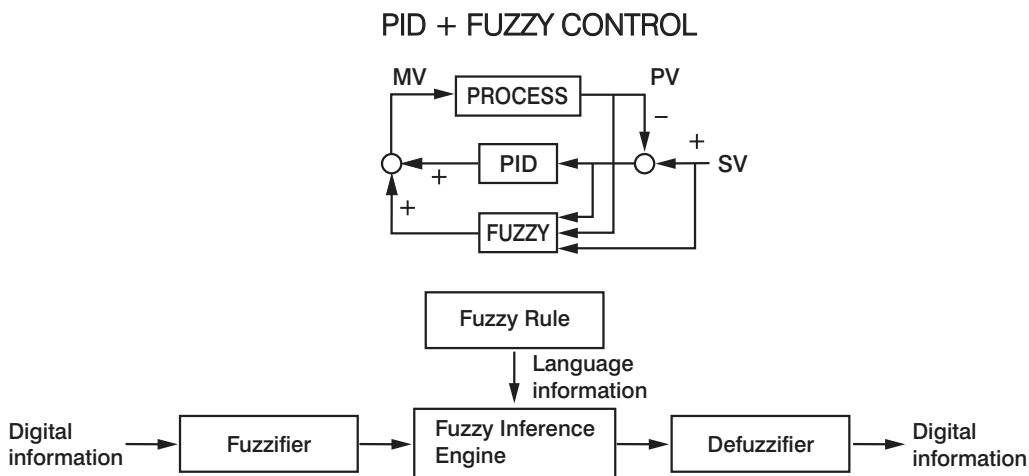 PID + FUZZY CONTROL
MV
PV
PROCESS
−
+
PID
SV
+
+
FUZZY
Fuzzy Rule
Language
information
Digital
information
Fuzzifier
Fuzzy Inference
Engine
Defuzzifier
Digital
information